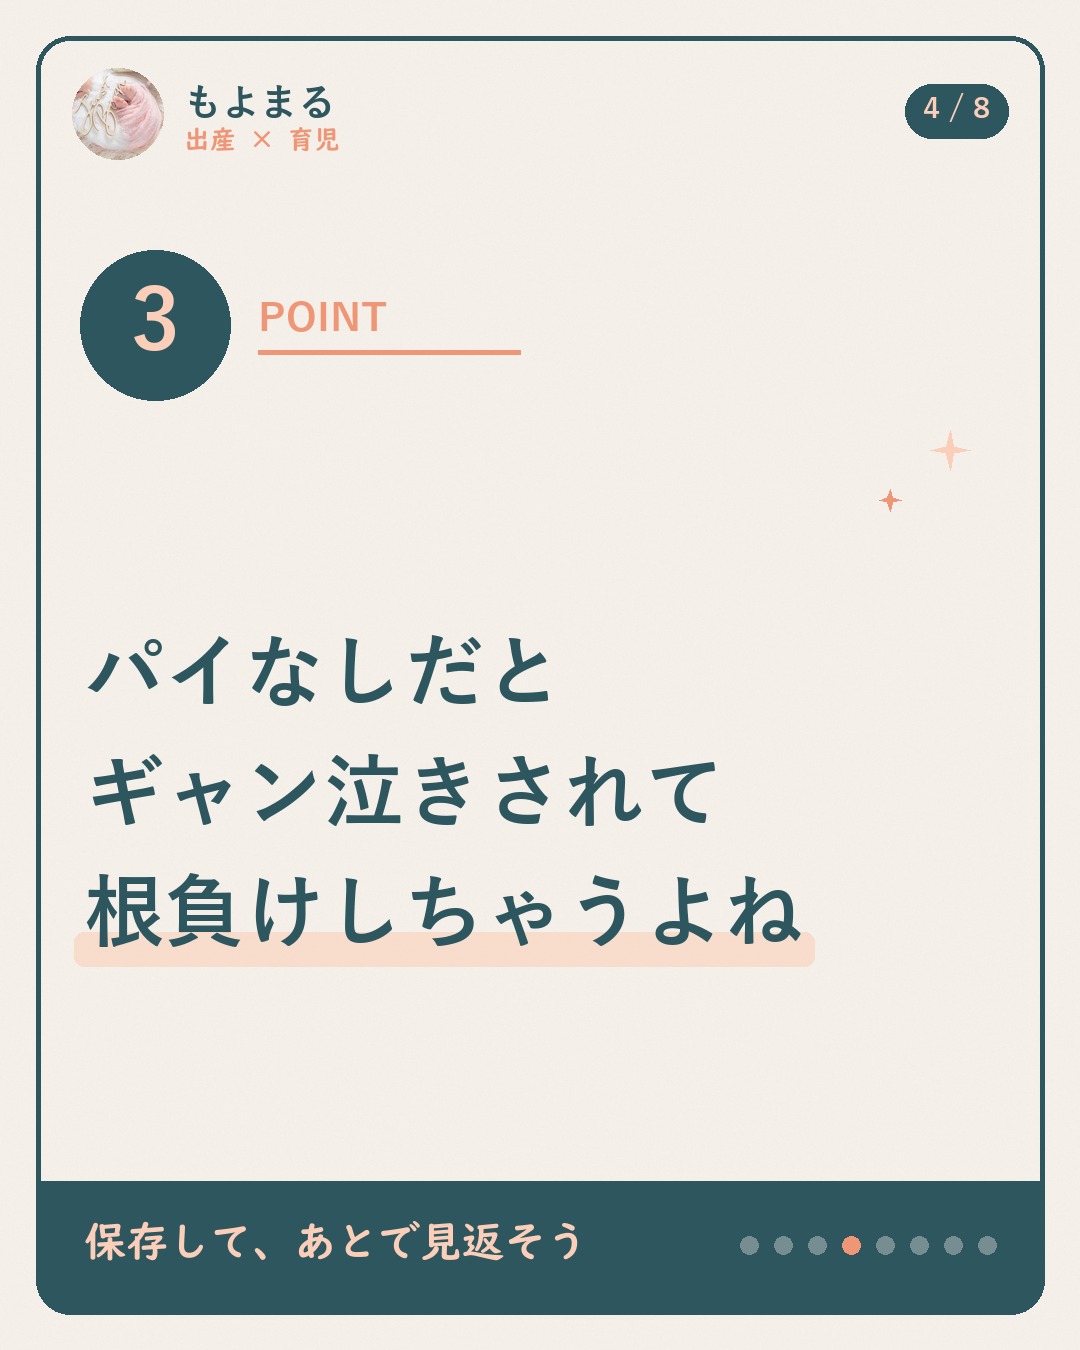 もよまる
出産 × 育児
4 / 8
3
POINT
パイなしだと
ギャン泣きされて
根負けしちゃうよね
保存して、あとで見返そう